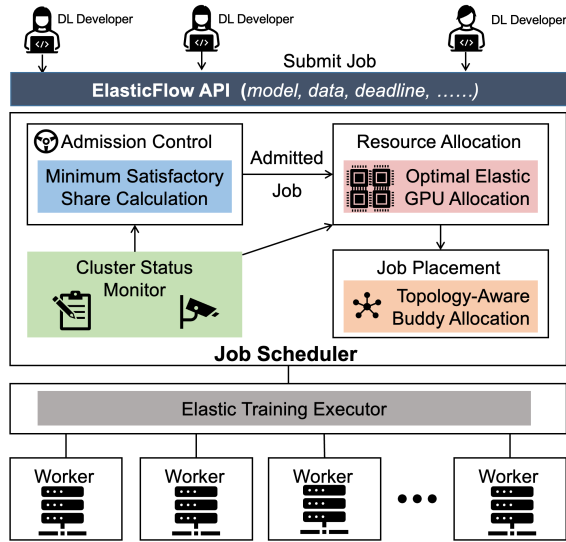 DL Developer
DL Developer
DL Developer
Submit Job
ElasticFlow API (model, data, deadline, ……)
Admission Control
Minimum Satisfactory
Share Calculation
Admitted
Job
Resource Allocation
Optimal Elastic
GPU Allocation
Cluster Status
Monitor
Job Placement
Topology-Aware
Buddy Allocation
Job Scheduler
Elastic Training Executor
Worker
Worker
Worker
Worker